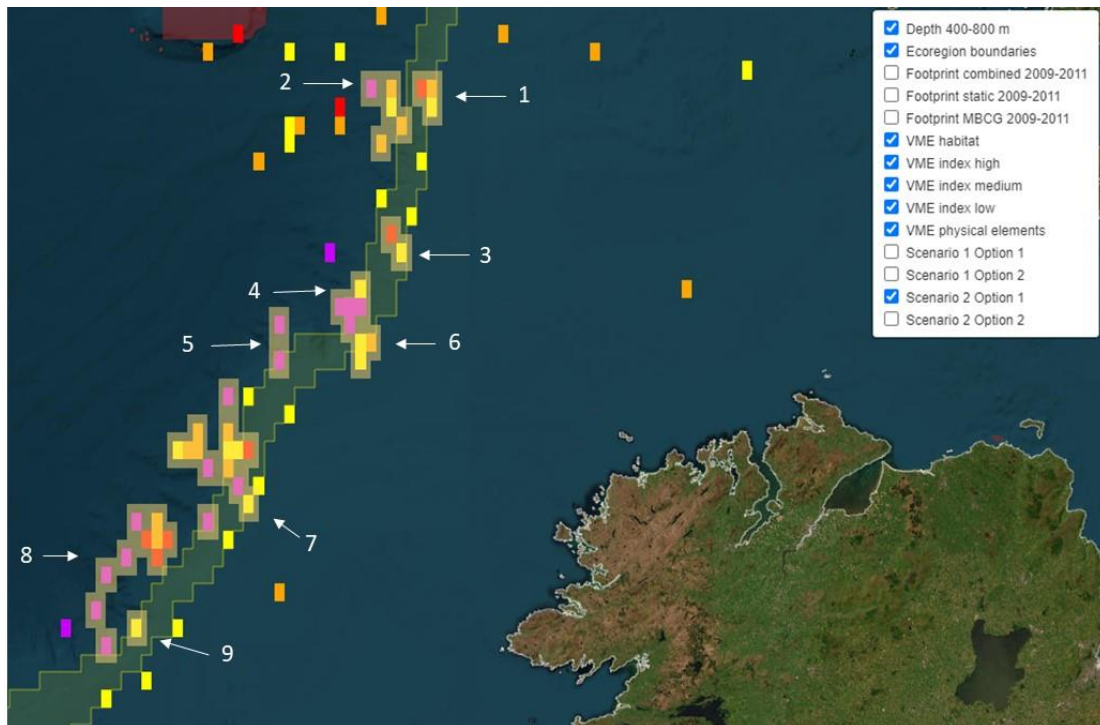 Depth 400-800 m
Ecoregion boundaries
Footprint combined 2009-2011
Footprint static 2009-2011
Footprint MBCG 2009-2011
VME habitat
VME index high
VME index medium
VME index low
VME physical elements
Scenario 1 Option 1
Scenario 1 Option 2
Scenario 2 Option 1
Scenario 2 Option 2
2
1
3
4
5
6
7
8
9